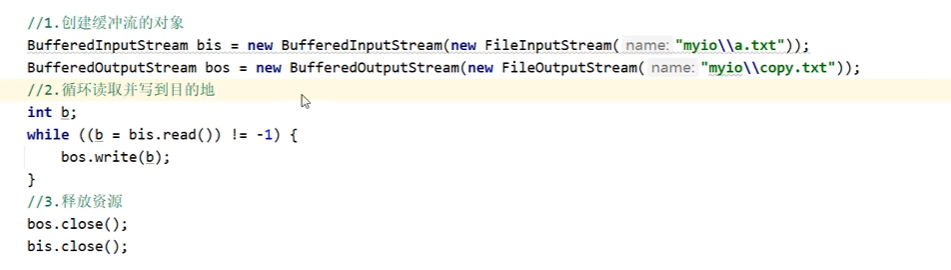 //1.创建缓冲流的对象
BufferedInputStream bis = new BufferedInputStream(new FileInputStream( name: "myio\\a.txt"));
BufferedOutputStream bos = new BufferedOutputStream(new FileOutputStream( name: "myio\\copy.txt"));
//2.循环读取并写到目的地
int b;
while ((b = bis.read()) != -1) {
    bos.write(b);
}
//3.释放资源
bos.close();
bis.close();